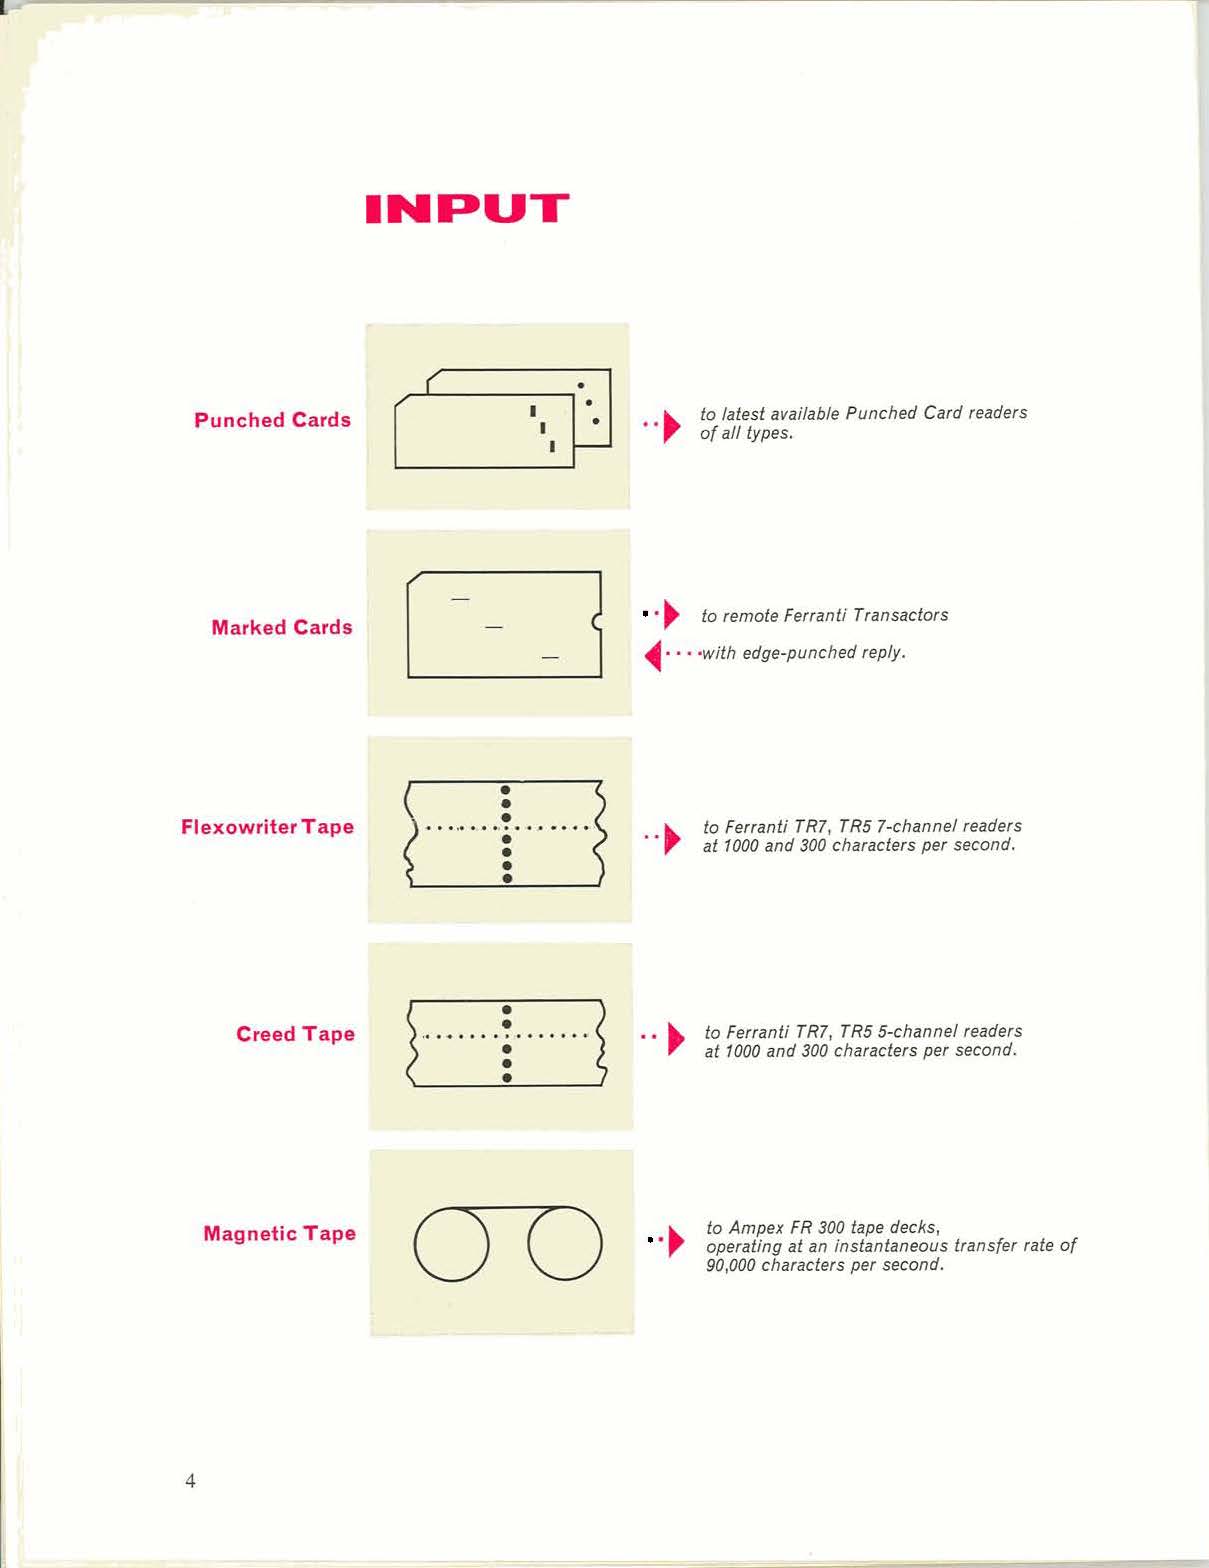 INPUT
Punched Cards
to latest available Punched Card readers
of all types.
Marked Cards
to remote Ferranti Transactors
with edge-punched reply.
Flexowriter Tape
to Ferranti TR7, TR5 7-channel readers
at 1000 and 300 characters per second.
Creed Tape
to Ferranti TR7, TR5 5-channel readers
at 1000 and 300 characters per second.
Magnetic Tape
to Ampex FR 300 tape decks,
operating at an instantaneous transfer rate of
90,000 characters per second.
4